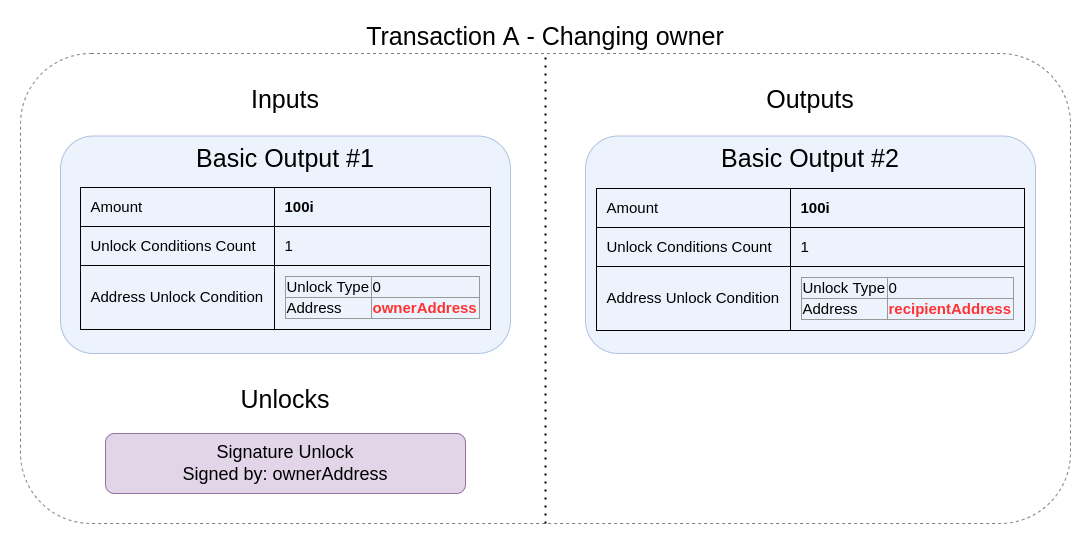 Transaction A - Changing owner
Inputs
Basic Output #1
Amount 100i
Unlock Conditions Count 1
Address Unlock Condition
Unlock Type 0
Address ownerAddress
Unlocks
Signature Unlock
Signed by: ownerAddress
Outputs
Basic Output #2
Amount 100i
Unlock Conditions Count 1
Address Unlock Condition
Unlock Type 0
Address recipientAddress